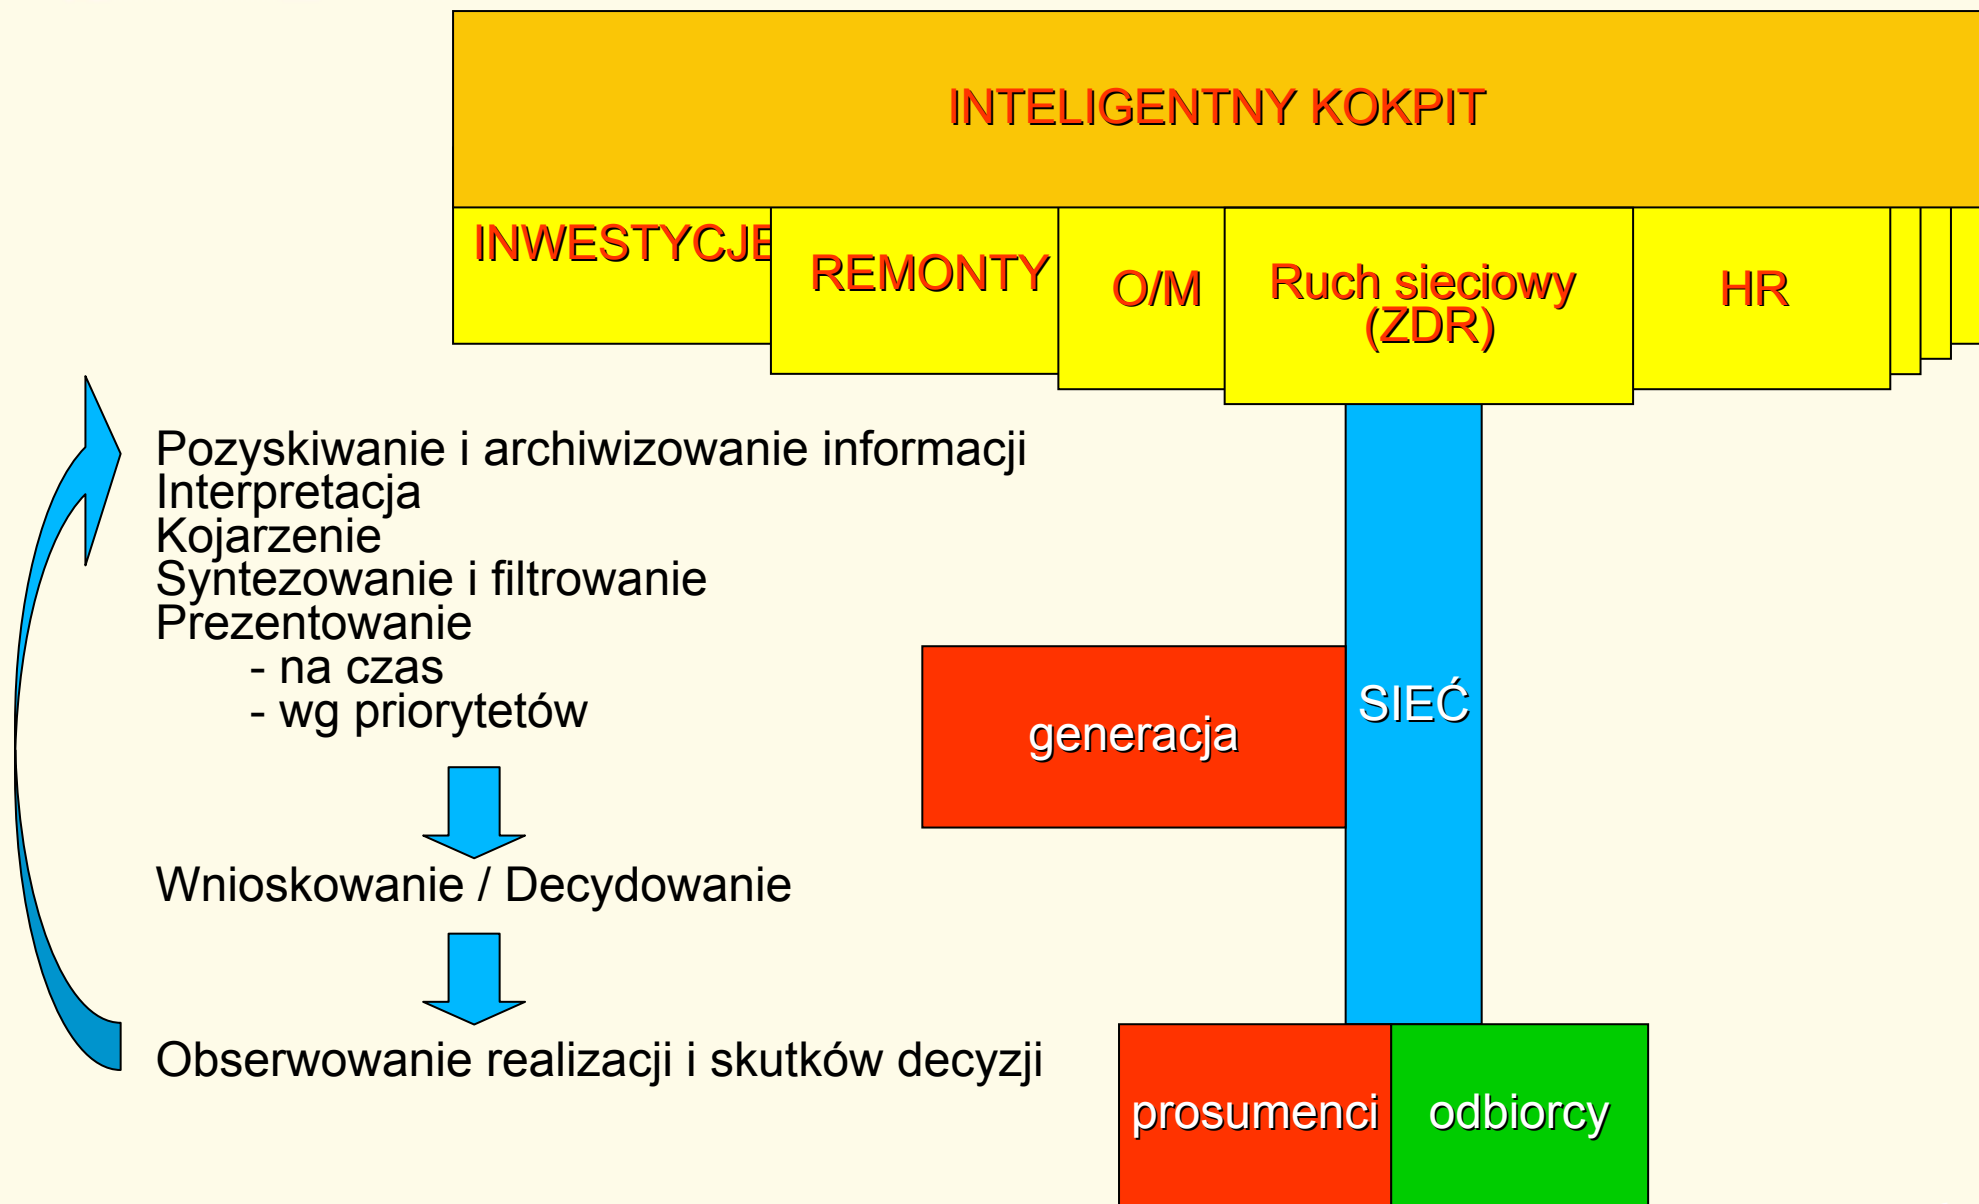 INTELIGENTNY KOKPIT
INWESTYCJE
REMONTY
O/M
Ruch sieciowy
(ZDR)
HR
Pozyskiwanie i archiwizowanie informacji
Interpretacja
Kojarzenie
Syntezowanie i filtrowanie
Prezentowanie
- na czas
- wg priorytetów
Wnioskowanie / Decydowanie
Obserwowanie realizacji i skutków decyzji
SIEĆ
generacja
prosumenci
odbiorcy